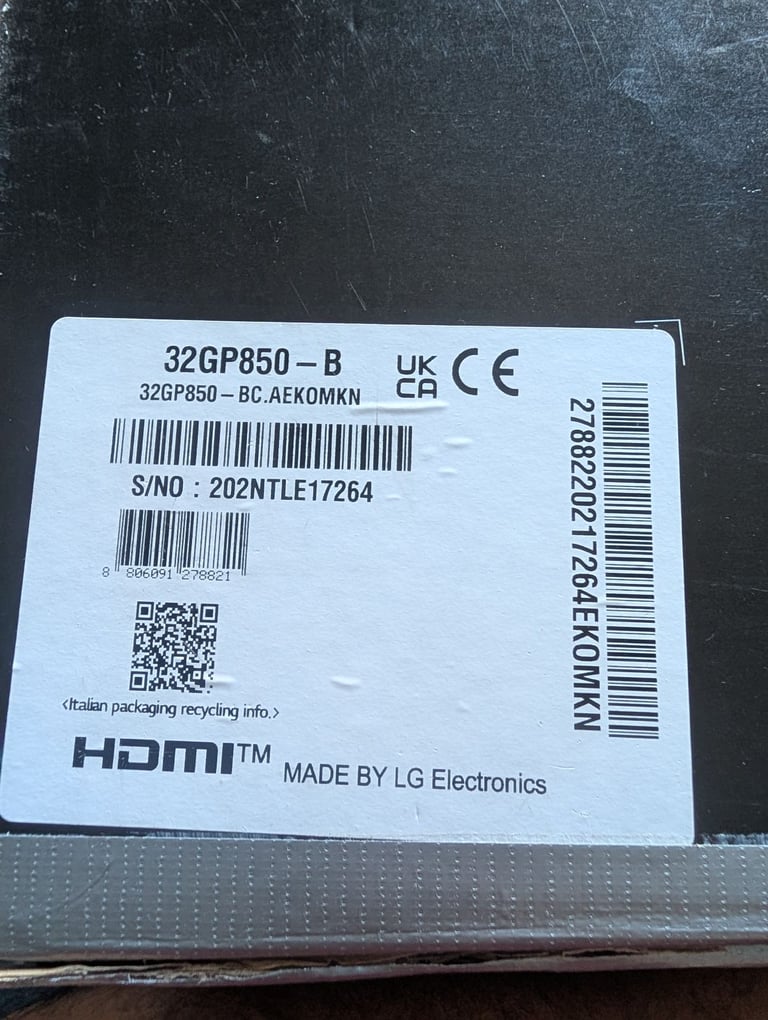 32GP850-B
UK
CA
CE
32GP850-BC.AEKOMKN
S/NO : 202NTLE17264
8 806091 278821
<Italian packaging recycling info.>
HDMI™
MADE BY LG Electronics
2788220217264EKOMKN